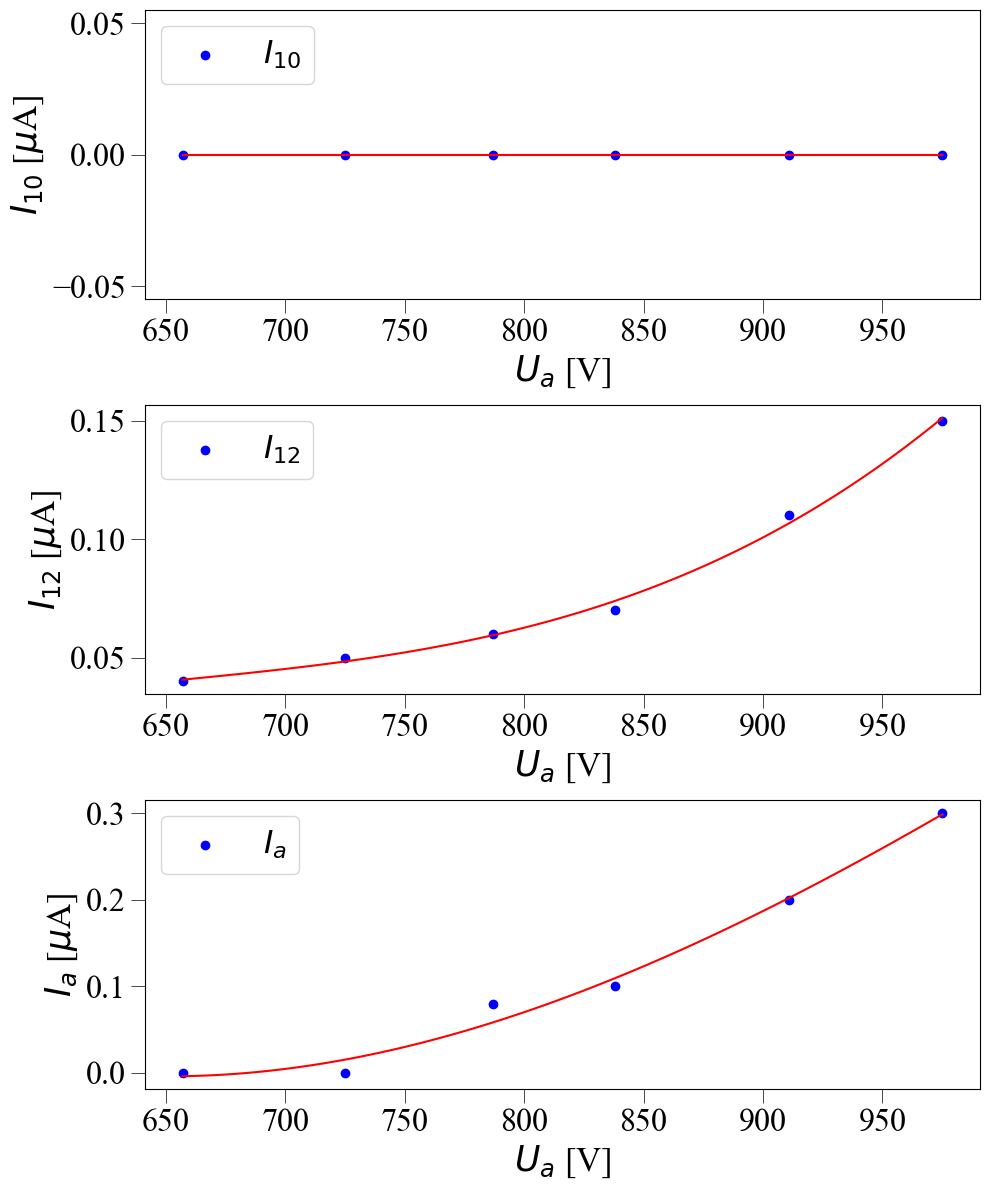 0.05
I₁₀
I₁₀ [μA]
0.00
−0.05
650 700 750 800 850 900 950
Uₐ [V]
0.15
I₁₂
I₁₂ [μA]
0.10
0.05
650 700 750 800 850 900 950
Uₐ [V]
0.3
Iₐ
0.2
Iₐ [μA]
0.1
0.0
650 700 750 800 850 900 950
Uₐ [V]